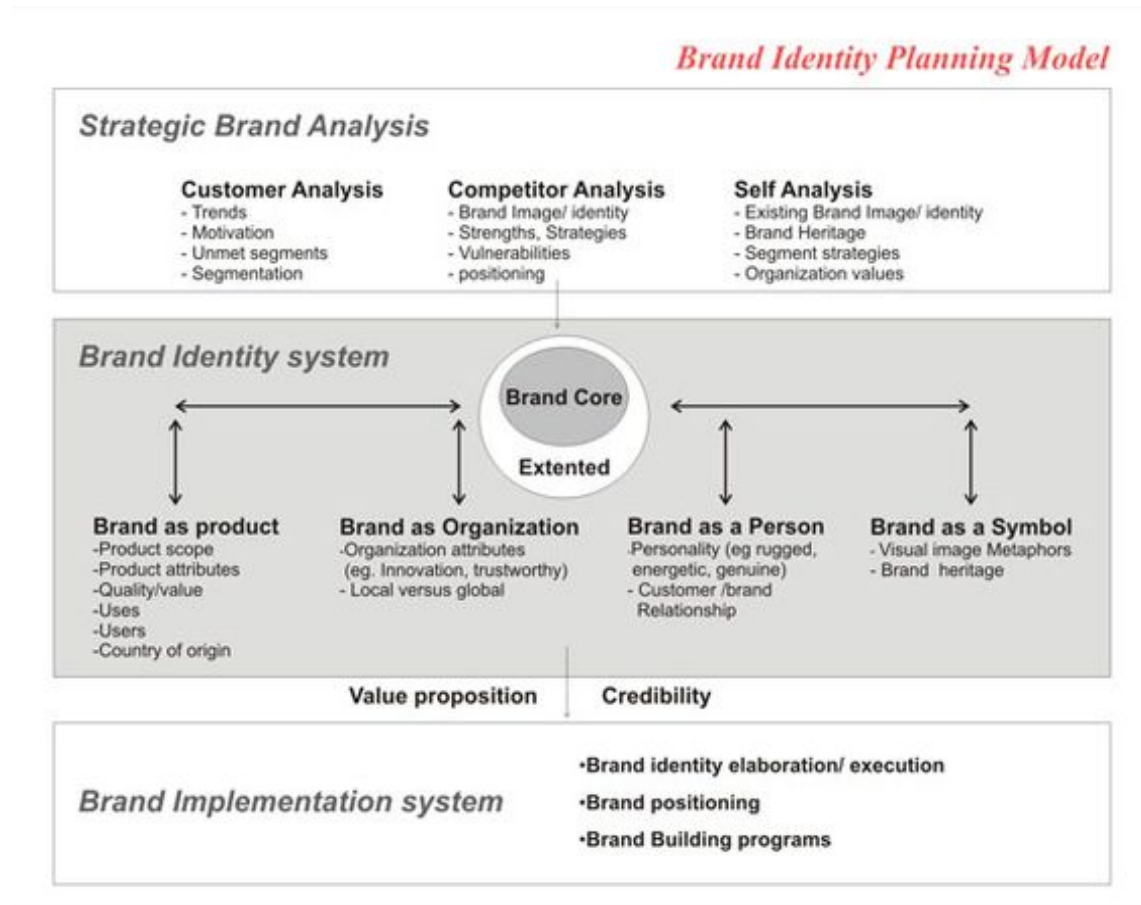 Brand Identity Planning Model
Strategic Brand Analysis
Customer Analysis
- Trends
- Motivation
- Unmet segments
- Segmentation
Competitor Analysis
- Brand Image/ identity
- Strengths, Strategies
- Vulnerabilities
- positioning
Self Analysis
- Existing Brand Image/ identity
- Brand Heritage
- Segment strategies
- Organization values
Brand Identity system
Brand Core
Extented
Brand as product
-Product scope
-Product attributes
-Quality/value
-Uses
-Users
-Country of origin
Brand as Organization
-Organization attributes
(eg. Innovation, trustworthy)
- Local versus global
Brand as a Person
-Personality (eg rugged,
energetic, genuine)
- Customer /brand
Relationship
Brand as a Symbol
- Visual image Metaphors
- Brand heritage
Value proposition
Credibility
Brand Implementation system
•Brand identity elaboration/ execution
•Brand positioning
•Brand Building programs